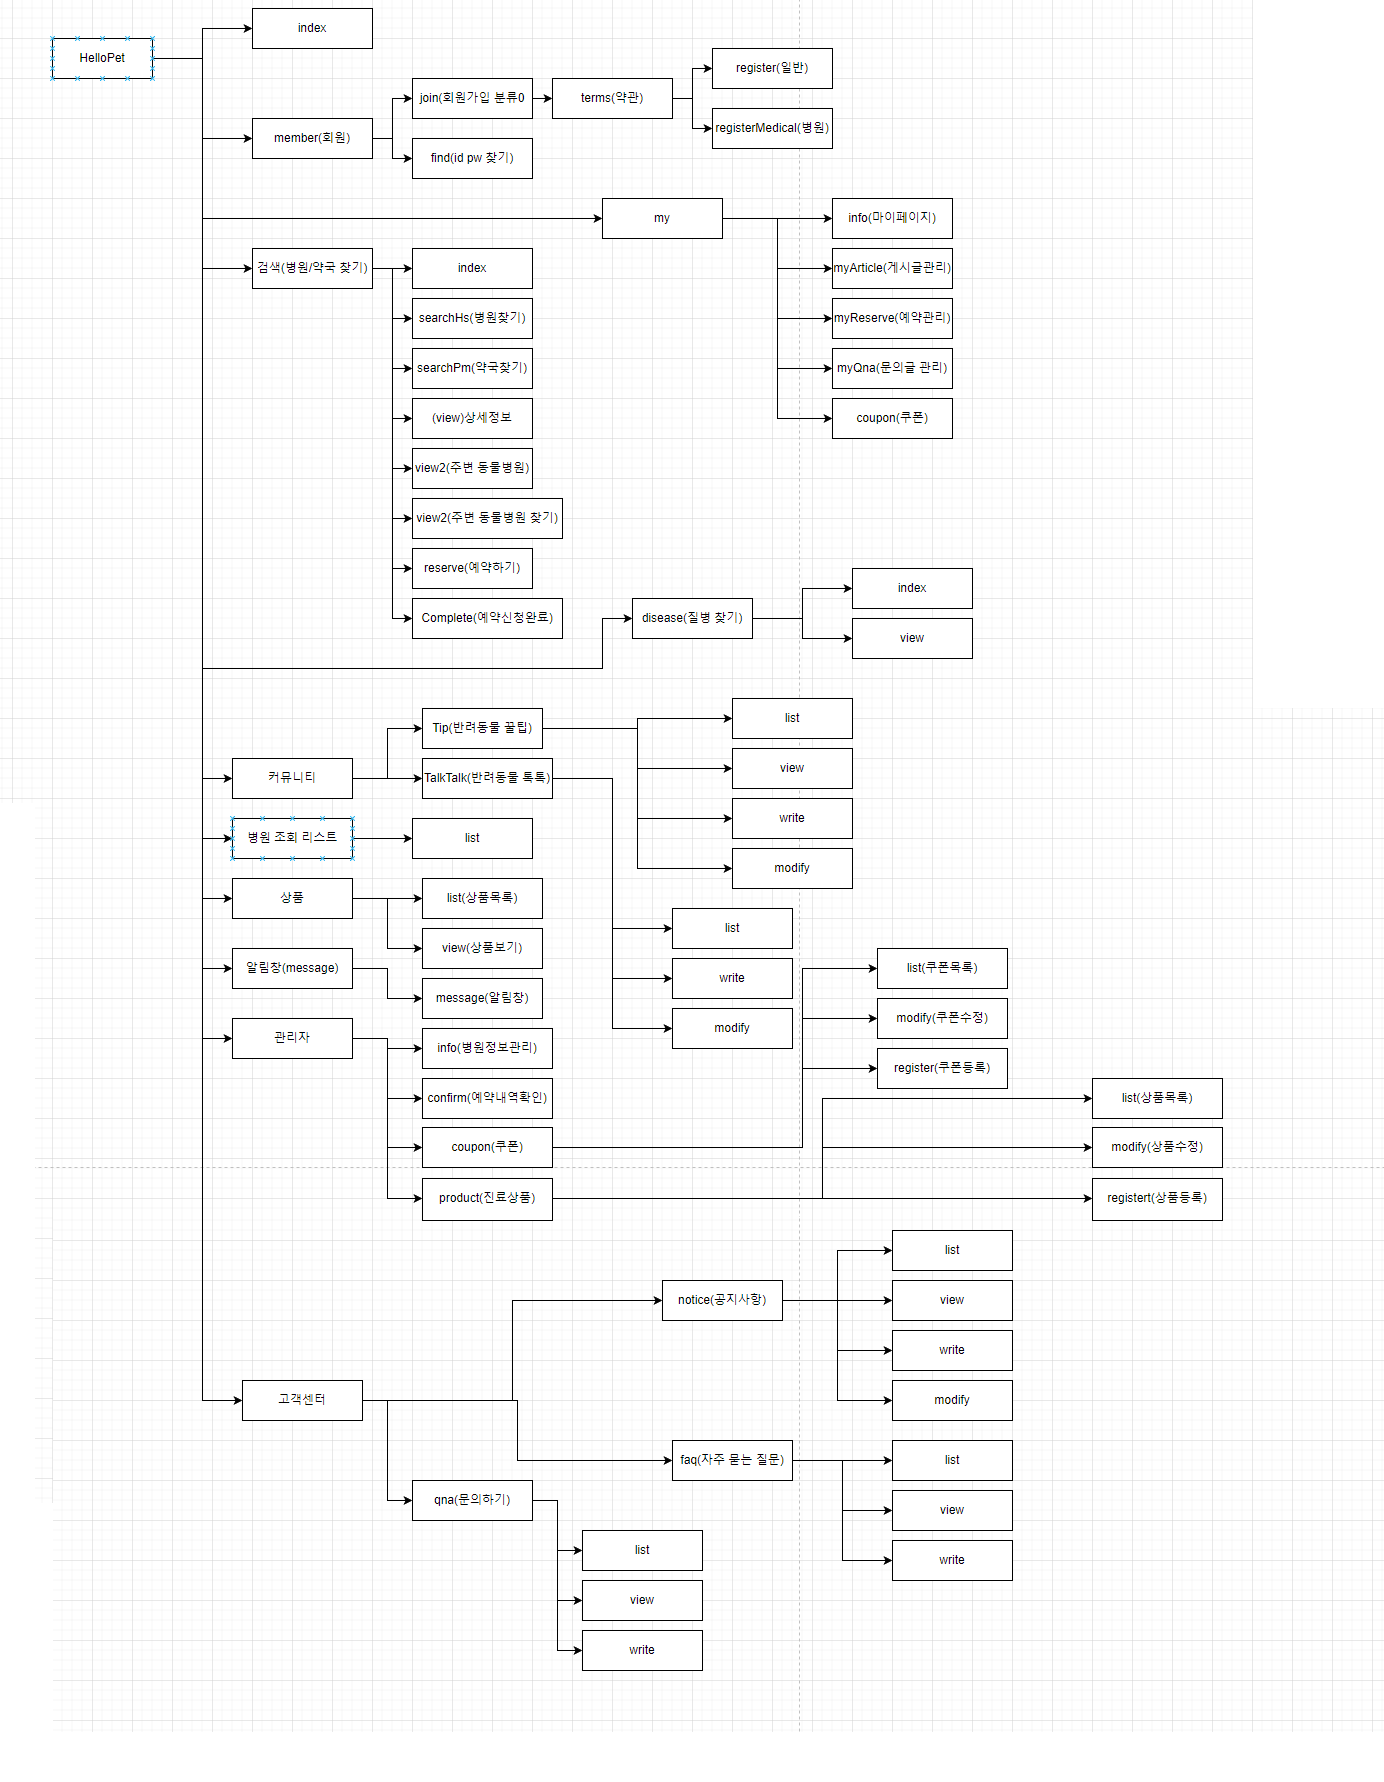 index
HelloPet
register(일반)
join(회원가입 분류0
terms(약관)
registerMedical(병원)
member(회원)
find(id pw 찾기)
my
info(마이페이지)
검색(병원/약국 찾기)
index
myArticle(게시글관리)
searchHs(병원찾기)
myReserve(예약관리)
searchPm(약국찾기)
myQna(문의글 관리)
(view)상세정보
coupon(쿠폰)
view2(주변 동물병원)
view2(주변 동물병원 찾기)
reserve(예약하기)
index
Complete(예약신청완료)
disease(질병 찾기)
view
Tip(반려동물 꿀팁)
list
커뮤니티
TalkTalk(반려동물 톡톡)
view
write
병원 조회 리스트
list
modify
상품
list(상품목록)
list
view(상품보기)
알림창(message)
write
list(쿠폰목록)
message(알림창)
modify
modify(쿠폰수정)
관리자
info(병원정보관리)
register(쿠폰등록)
confirm(예약내역확인)
list(상품목록)
coupon(쿠폰)
modify(상품수정)
product(진료상품)
registert(상품등록)
list
notice(공지사항)
view
write
고객센터
modify
faq(자주 묻는 질문)
list
qna(문의하기)
view
list
write
view
write